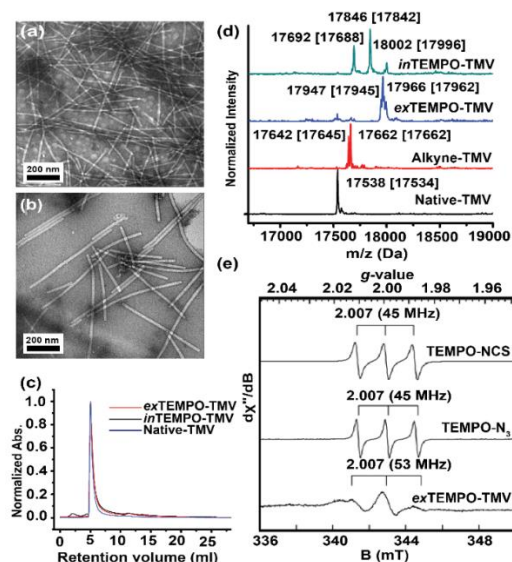 (a)
200 nm
(b)
200 nm
(c)
Normalized Abs.
1.0
0.8
0.6
0.4
0.2
0.0
exTEMPO-TMV
inTEMPO-TMV
Native-TMV
0 5 10 15 20 25
Retention volume (ml)
(d)
Normalized Intensity
17846 [17842]
17692 [17688]
18002 [17996]
inTEMPO-TMV
17947 [17945]
17966 [17962]
exTEMPO-TMV
17642 [17645]
17662 [17662]
Alkyne-TMV
17538 [17534]
Native-TMV
17000 17500 18000 18500 19000
m/z (Da)
(e)
g-value
2.04 2.02 2.00 1.98 1.96
dχ"/dB
2.007 (45 MHz)
TEMPO-NCS
2.007 (45 MHz)
TEMPO-N3
2.007 (53 MHz)
exTEMPO-TMV
336 340 344 348
B (mT)